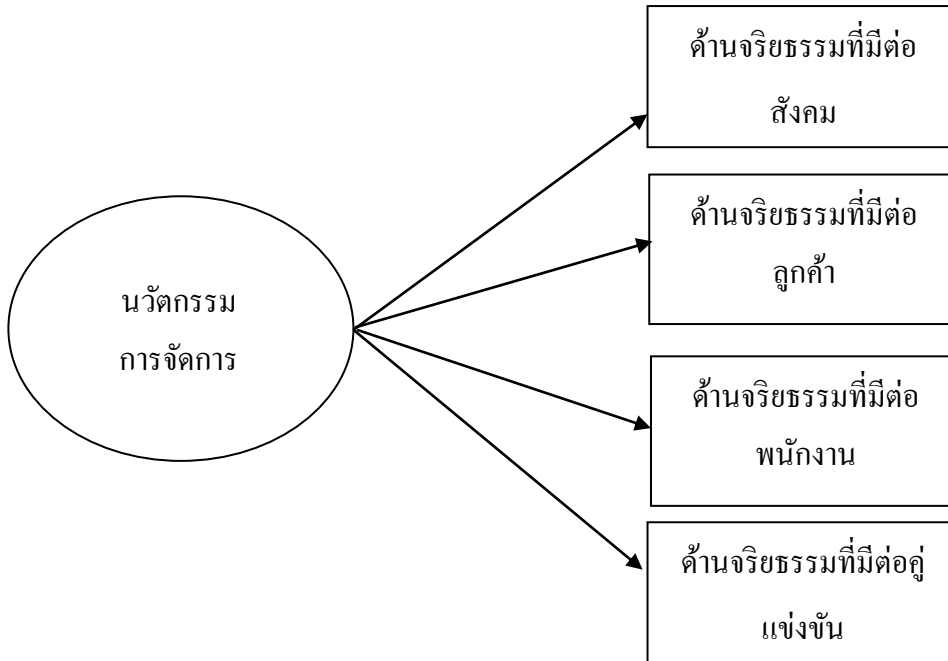 ด้านจริยธรรมที่มีต่อ
สังคม
ด้านจริยธรรมที่มีต่อ
ลูกค้า
นวัตกรรม
การจัดการ
ด้านจริยธรรมที่มีต่อ
พนักงาน
ด้านจริยธรรมที่มีต่อคู่
แข่งขัน